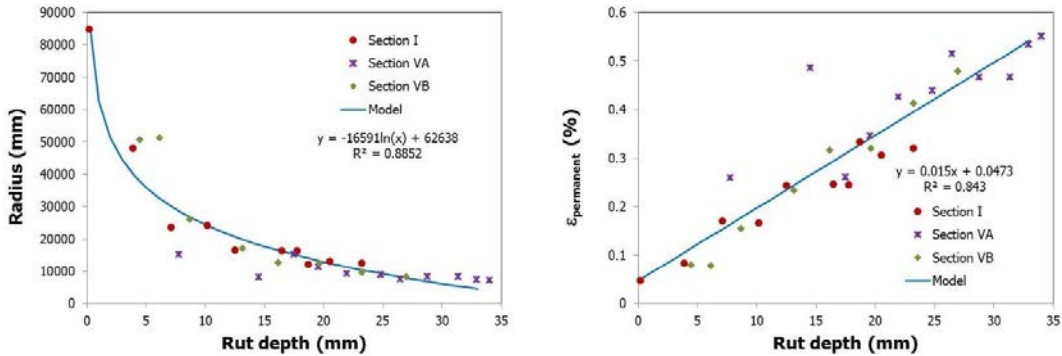 90000
80000
70000
60000
50000
40000
30000
20000
10000
0
Radius (mm)
Section I
Section VA
Section VB
Model
y = -16591ln(x) + 62638
R² = 0.8852
0 5 10 15 20 25 30 35
Rut depth (mm)
0.6
0.5
0.4
0.3
0.2
0.1
0
εpermanent (%)
y = 0.015x + 0.0473
R² = 0.843
Section I
Section VA
Section VB
Model
0 5 10 15 20 25 30 35
Rut depth (mm)